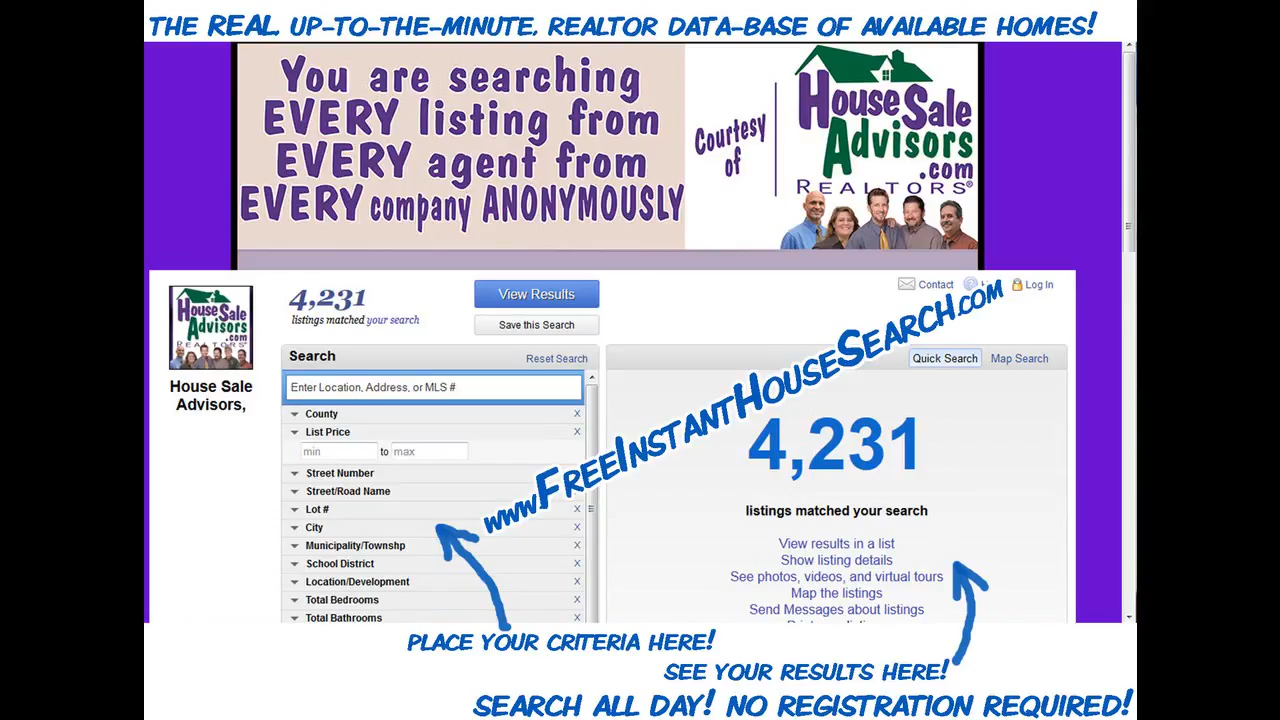 THE REAL, UP-TO-THE-MINUTE, REALTOR DATA-BASE OF AVAILABLE HOMES!
You are searching
EVERY listing from
EVERY agent from
EVERY company ANONYMOUSLY
Courtesy
of
House Sale
Advisors
.com
REALTORS®
House Sale
Advisors
.com
REALTORS
House Sale
Advisors,
4,231
listings matched your search
View Results
Save this Search
Contact
Log In
www.FreeInstantHouseSearch.com
Search
Reset Search
Quick Search
Map Search
Enter Location, Address, or MLS #
County X
List Price X
min to max
Street Number
Street/Road Name
Lot # X
City X
Municipality/Townshp X
School District X
Location/Development X
Total Bedrooms X
Total Bathrooms X
4,231
listings matched your search
View results in a list
Show listing details
See photos, videos, and virtual tours
Map the listings
Send Messages about listings
PLACE YOUR CRITERIA HERE!
SEE YOUR RESULTS HERE!
SEARCH ALL DAY! NO REGISTRATION REQUIRED!